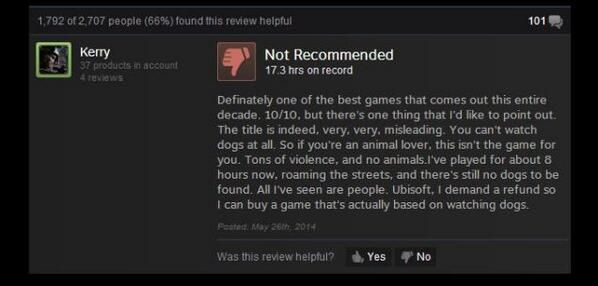 1,792 of 2,707 people (66%) found this review helpful
101
Kerry
37 products in account
4 reviews
Not Recommended
17.3 hrs on record
Definately one of the best games that comes out this entire
decade. 10/10, but there's one thing that I'd like to point out.
The title is indeed, very, very, misleading. You can't watch
dogs at all. So if you're an animal lover, this isn't the game for
you. Tons of violence, and no animals.I've played for about 8
hours now, roaming the streets, and there's still no dogs to be
found. All I've seen are people. Ubisoft, I demand a refund so
I can buy a game that's actually based on watching dogs.
Posted: May 26th, 2014
Was this review helpful? Yes No